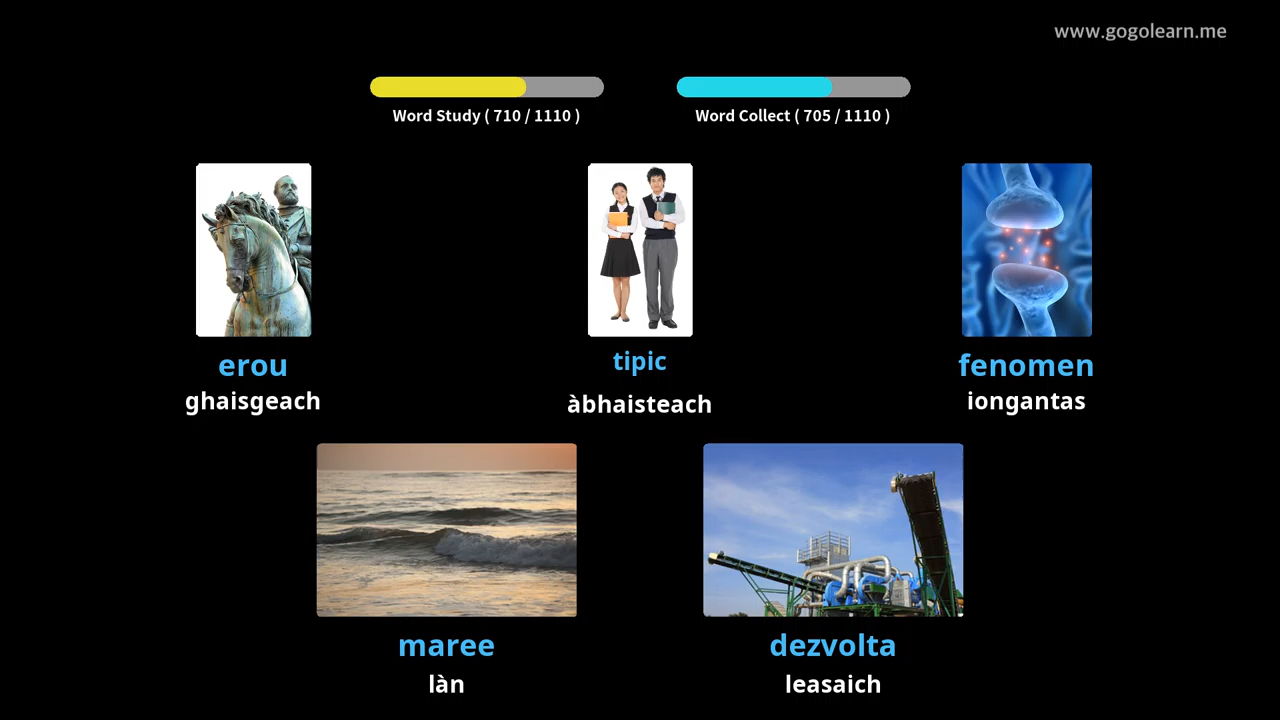 www.gogolearn.me
Word Study ( 710 / 1110 )
Word Collect ( 705 / 1110 )
erou
ghaisgeach
tipic
àbhaisteach
fenomen
iongantas
maree
làn
dezvolta
leasaich